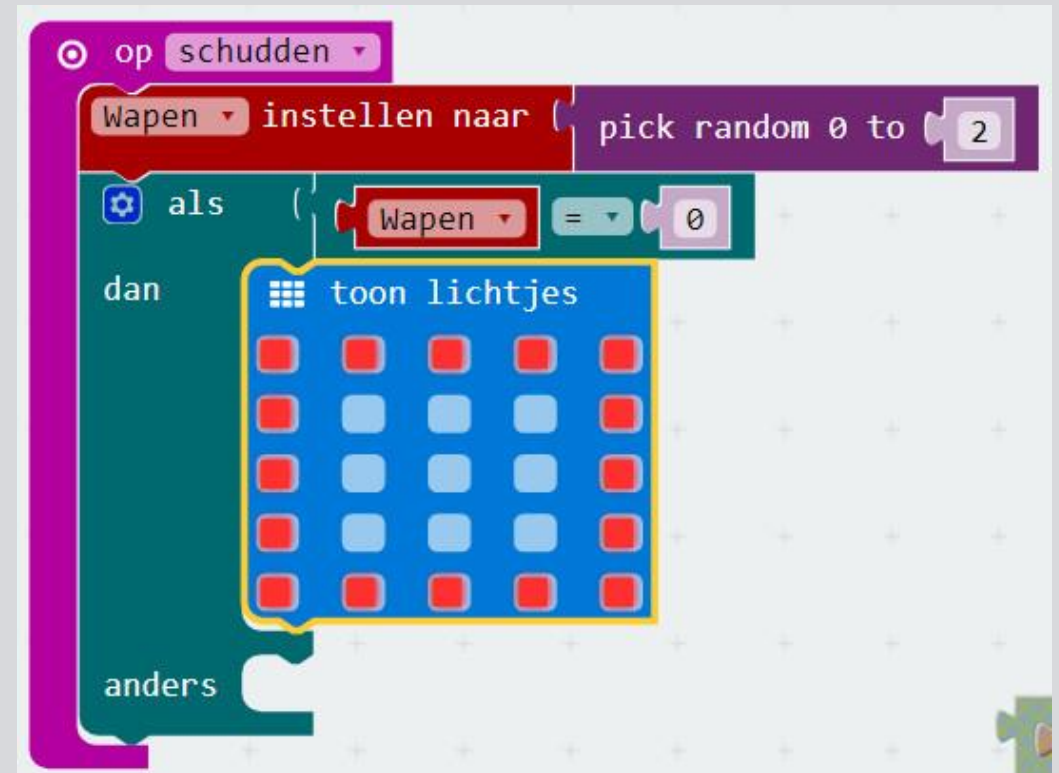 op schudden
Wapen instellen naar pick random 0 to 2
als Wapen = 0
dan toon lichtjes
anders